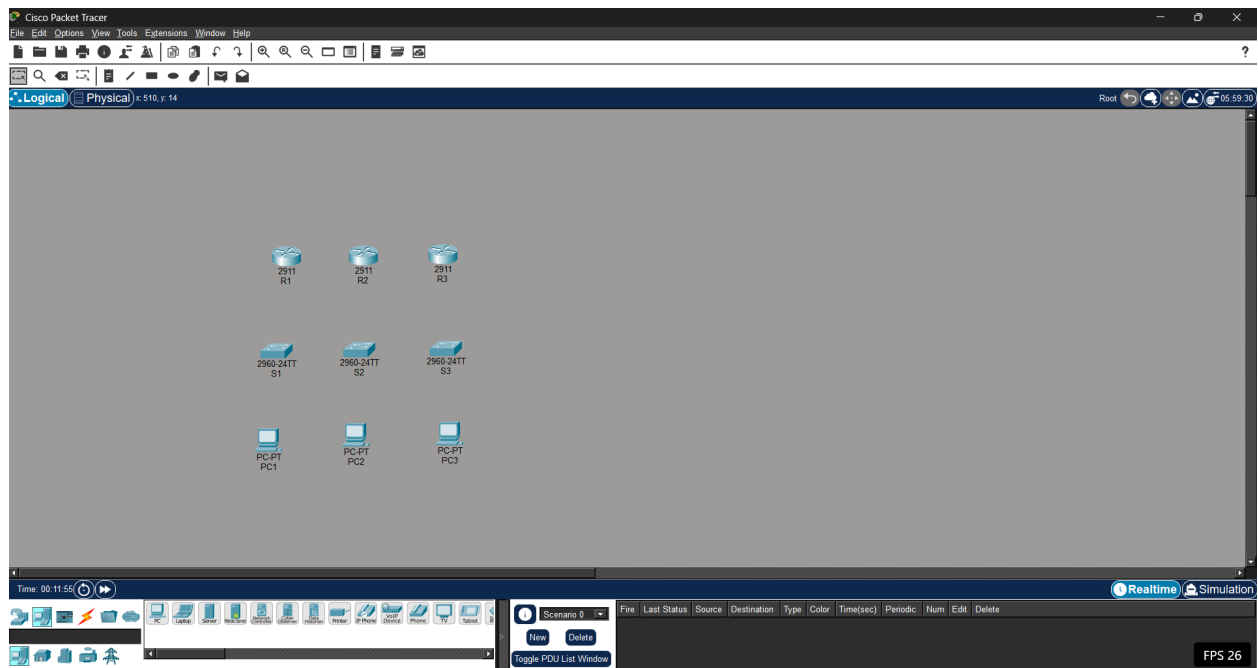 Cisco Packet Tracer
File Edit Options View Tools Extensions Window Help
?
Logical Physical x: 510, y: 14 Root 05:59:30
2911 2911 2911
R1 R2 R3
2960-24TT 2960-24TT 2960-24TT
S1 S2 S3
PC-PT PC-PT PC-PT
PC1 PC2 PC3
Time: 00:11:55 Realtime Simulation
PC Laptop Server Printer IP Phone VoIP Device Phone TV Tablet
Scenario 0
New Delete
Toggle PDU List Window
Fire Last Status Source Destination Type Color Time(sec) Periodic Num Edit Delete
FPS 26